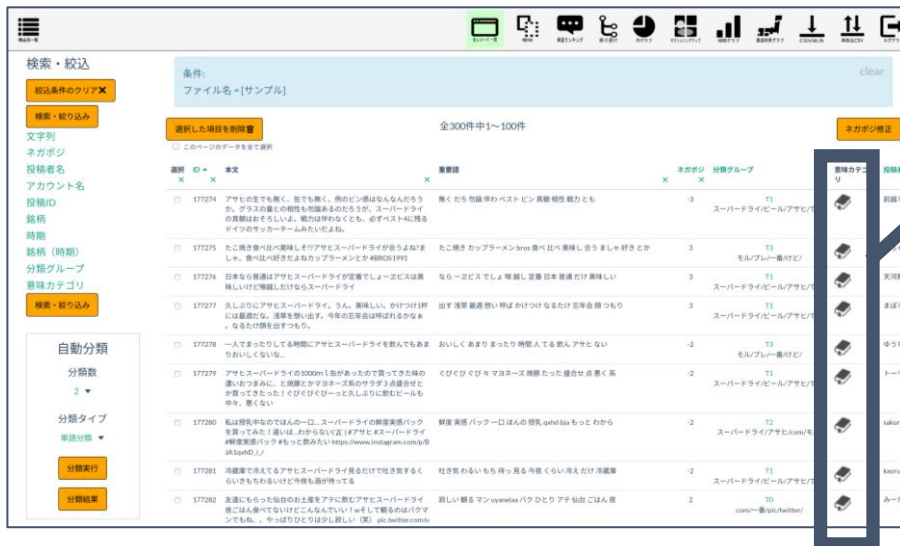 検索・絞込
絞込条件のクリア✖
検索・絞り込み
文字列
ネガポジ
投稿者名
アカウント名
投稿ID
銘柄
時期
銘柄（時期）
分類グループ
意味カテゴリ
検索・絞り込み
自動分類
分類数
2 ▼
分類タイプ
単語分類 ▼
分類実行
分類結果
条件:
ファイル名 = [サンプル]
clear
選択した項目を削除
全300件中1〜100件
ネガポジ修正
このページのデータを全て選択
選択 ID 本文 重要語 ネガポジ 分類グループ 意味カテゴリ
177274 アサヒの生でも無く、缶でも無く、例のビン感はなんなんだろう
か。グラスの量との相性も勿論あるのだろうが、スーパードライ
の真髄はおそろしいよ。戦力は伴わなくとも、必ずベスト4に残る
ドイツのサッカーチームみたいだよね。
無く だろ 勿論 伴わ ベスト ビン 真髄 相性 戦力 とも
-3 T1
スーパードライ/ビール/アサヒ/
177275 たこ焼き食べ比べ美味しそ!?アサヒスーパードライが合うよね?ま
しゃ、食べ比べ好きだよねカップラーメンとか #BROS1991
たこ焼き カップラーメン bros 食べ 比べ 美味し 合う ましゃ 好き とか
3 T3
モル/プレ/一番/けど/
177276 日本なら普通はアサヒスーパードライが定番でしょーヱビスは美
味しいけど喉越しだけならスーパードライ
なら ーヱビス でしょ 喉 越し 定番 日本 普通 だけ 美味しい
3 T1
スーパードライ/ビール/アサヒ/
177277 久しぶりにアサヒスーパードライ。うん。美味しい。かけつけ1杯
には最適だな。浅草を想い出す。今年の忘年会は呼ばれるかなぁ
。なるたけ顔を出すつもり。
出す 浅草 最適 想い 呼ば かけつけ なるたけ 忘年会 顔 つもり
3 T1
スーパードライ/ビール/アサヒ/
177278 一人でまったりしてる時間にアサヒスーパードライを飲んでもあま
りおいしくないな...
おいしく あまり まったり 時間 人 てる 飲ん アサヒ ない
-2 T3
モル/プレ/一番/けど/
177279 アサヒスーパードライの1000mℓ缶があったので買ってきた味の
濃いおつまみに、と焼豚とかマヨネーズ系のサラダ3点盛合せと
か買ってきたった！ぐびぐびぐびーっと久しぶりに飲むビールも
中々、悪くない
ぐびぐび ぐび 々 マヨネーズ 焼豚 たった 盛合せ 点 悪く 系
-2 T1
スーパードライ/ビール/アサヒ/
177280 私は授乳中なのでほんの一口... スーパードライの鮮度実感パック
を買ってみた！違いは...わからない
#鮮度実感パック #もっと飲みたい https://www.instagram.com/p/B
鮮度 実感 パック 一口 ほんの 授乳 qxhd bja もっと わから
-2 T2
スーパードライ/アサヒ/com/モ
177281 冷蔵庫で冷えてるアサヒスーパードライ見るだけで吐き気するく
らいきもちわるいけど今夜も酒が待ってる
吐き気 わるい もち 待っ 見る 今夜 くらい 冷え だけ 冷蔵庫
-2 T1
スーパードライ/ビール/アサヒ/
177282 友達にもらった仙台のお土産をアテに飲むアサヒスーパードライ
夜ごはん食べてないけどこんなんでいい！wそして観るのはバクマ
ンでもね、、やっぱりひとりは少し寂しい（笑） pic.twitter.com/u
寂しい 観る マン uyanelaa バク ひとり アテ 仙台 ごはん 夜
2 T0
com/一番/pic/twitter/